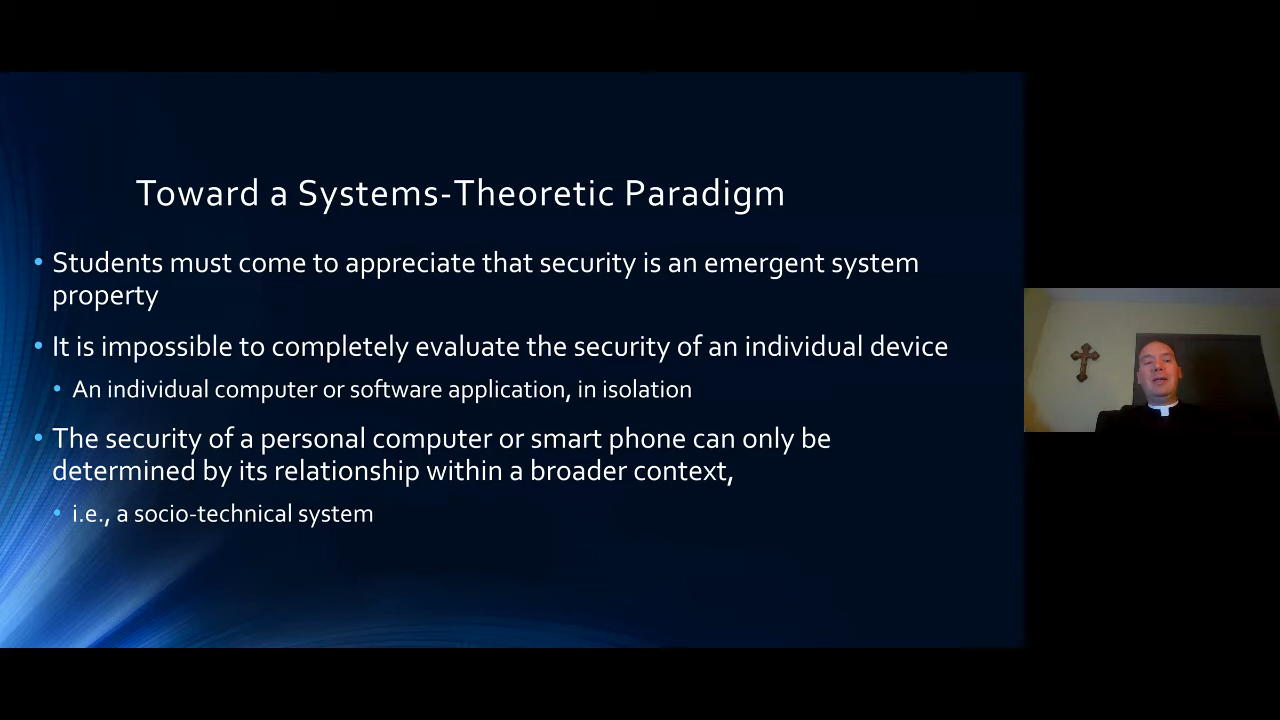 Toward a Systems-Theoretic Paradigm
• Students must come to appreciate that security is an emergent system
property
• It is impossible to completely evaluate the security of an individual device
• An individual computer or software application, in isolation
• The security of a personal computer or smart phone can only be
determined by its relationship within a broader context,
• i.e., a socio-technical system